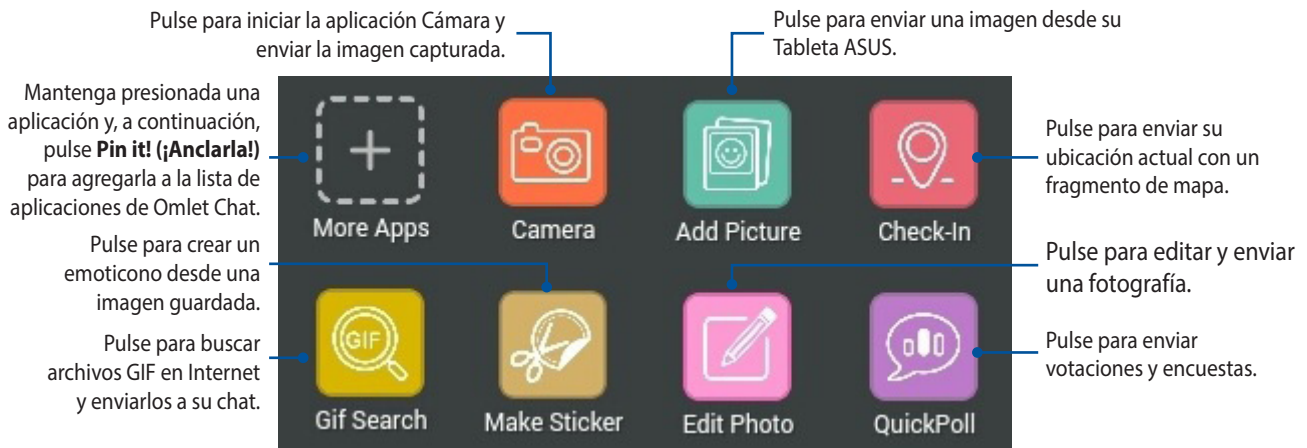 Pulse para iniciar la aplicación Cámara y
enviar la imagen capturada.
Pulse para enviar una imagen desde su
Tableta ASUS.
Mantenga presionada una
aplicación y, a continuación,
pulse Pin it! (¡Anclarla!)
para agregarla a la lista de
aplicaciones de Omlet Chat.
Pulse para crear un
emoticono desde una
imagen guardada.
Pulse para buscar
archivos GIF en Internet
y enviarlos a su chat.
More Apps
Camera
Add Picture
Check-In
GIF
Gif Search
Make Sticker
Edit Photo
QuickPoll
Pulse para enviar su
ubicación actual con un
fragmento de mapa.
Pulse para editar y enviar
una fotografía.
Pulse para enviar
votaciones y encuestas.